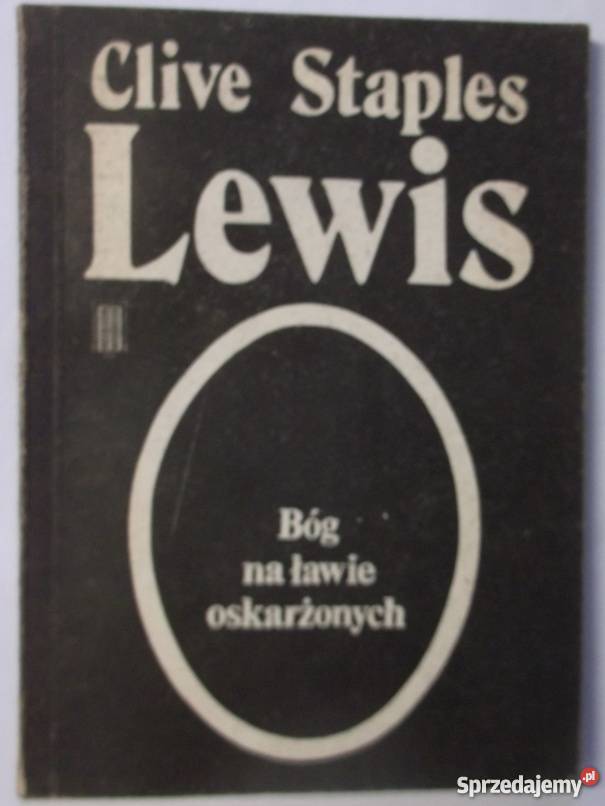 Clive Staples
Lewis
Bóg
na ławie
oskarżonych
Sprzedajemy.pl